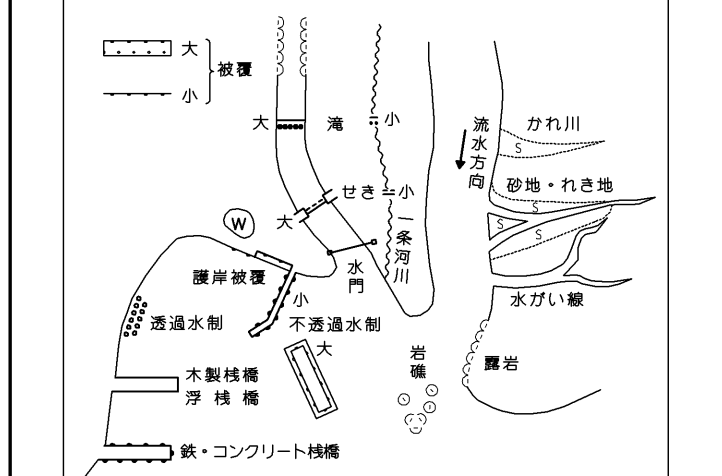 大
被覆
小
大
滝
小
流水方向
かれ川
S
砂地・れき地
S
S
S
せき
小
大
W
一条河川
水門
護岸被覆
小
水がい線
透過水制
不透過水制
大
岩礁
露岩
木製桟橋
浮桟橋
鉄・コンクリート桟橋